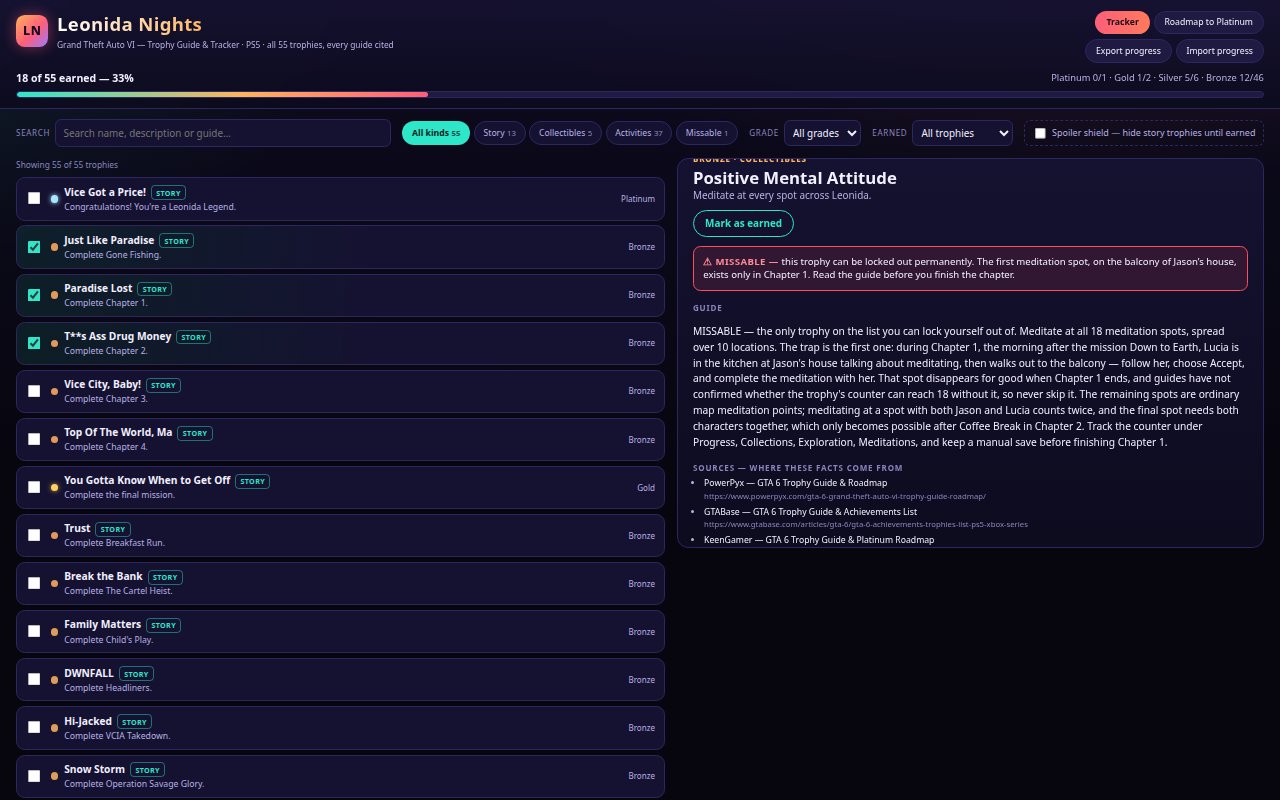 LN
Leonida Nights
Grand Theft Auto VI — Trophy Guide & Tracker · PS5 · all 55 trophies, every guide cited
Tracker
Roadmap to Platinum
Export progress
Import progress
18 of 55 earned — 33%
Platinum 0/1 · Gold 1/2 · Silver 5/6 · Bronze 12/46
SEARCH
Search name, description or guide...
All kinds 55
Story 13
Collectibles 5
Activities 37
Missable 1
GRADE
All grades
EARNED
All trophies
Spoiler shield — hide story trophies until earned
Showing 55 of 55 trophies
Vice Got a Price! STORY
Congratulations! You're a Leonida Legend.
Platinum
Just Like Paradise STORY
Complete Gone Fishing.
Bronze
Paradise Lost STORY
Complete Chapter 1.
Bronze
T**s Ass Drug Money STORY
Complete Chapter 2.
Bronze
Vice City, Baby! STORY
Complete Chapter 3.
Bronze
Top Of The World, Ma STORY
Complete Chapter 4.
Bronze
You Gotta Know When to Get Off STORY
Complete the final mission.
Gold
Trust STORY
Complete Breakfast Run.
Bronze
Break the Bank STORY
Complete The Cartel Heist.
Bronze
Family Matters STORY
Complete Child's Play.
Bronze
DWNFALL STORY
Complete Headliners.
Bronze
Hi-Jacked STORY
Complete VCIA Takedown.
Bronze
Snow Storm STORY
Complete Operation Savage Glory.
Bronze
BRONZE · COLLECTIBLES
Positive Mental Attitude
Meditate at every spot across Leonida.
Mark as earned
⚠ MISSABLE — this trophy can be locked out permanently. The first meditation spot, on the balcony of Jason's house,
exists only in Chapter 1. Read the guide before you finish the chapter.
GUIDE
MISSABLE — the only trophy on the list you can lock yourself out of. Meditate at all 18 meditation spots, spread
over 10 locations. The trap is the first one: during Chapter 1, the morning after the mission Down to Earth, Lucia is
in the kitchen at Jason's house talking about meditating, then walks out to the balcony — follow her, choose Accept,
and complete the meditation with her. That spot disappears for good when Chapter 1 ends, and guides have not
confirmed whether the trophy's counter can reach 18 without it, so never skip it. The remaining spots are ordinary
map meditation points; meditating at a spot with both Jason and Lucia counts twice, and the final spot needs both
characters together, which only becomes possible after Coffee Break in Chapter 2. Track the counter under
Progress, Collections, Exploration, Meditations, and keep a manual save before finishing Chapter 1.
SOURCES — WHERE THESE FACTS COME FROM
• PowerPyx — GTA 6 Trophy Guide & Roadmap
https://www.powerpyx.com/gta-6-grand-theft-auto-vi-trophy-guide-roadmap/
• GTABase — GTA 6 Trophy Guide & Achievements List
https://www.gtabase.com/articles/gta-6/gta-6-achievements-trophies-list-ps5-xbox-series
• KeenGamer — GTA 6 Trophy Guide & Platinum Roadmap